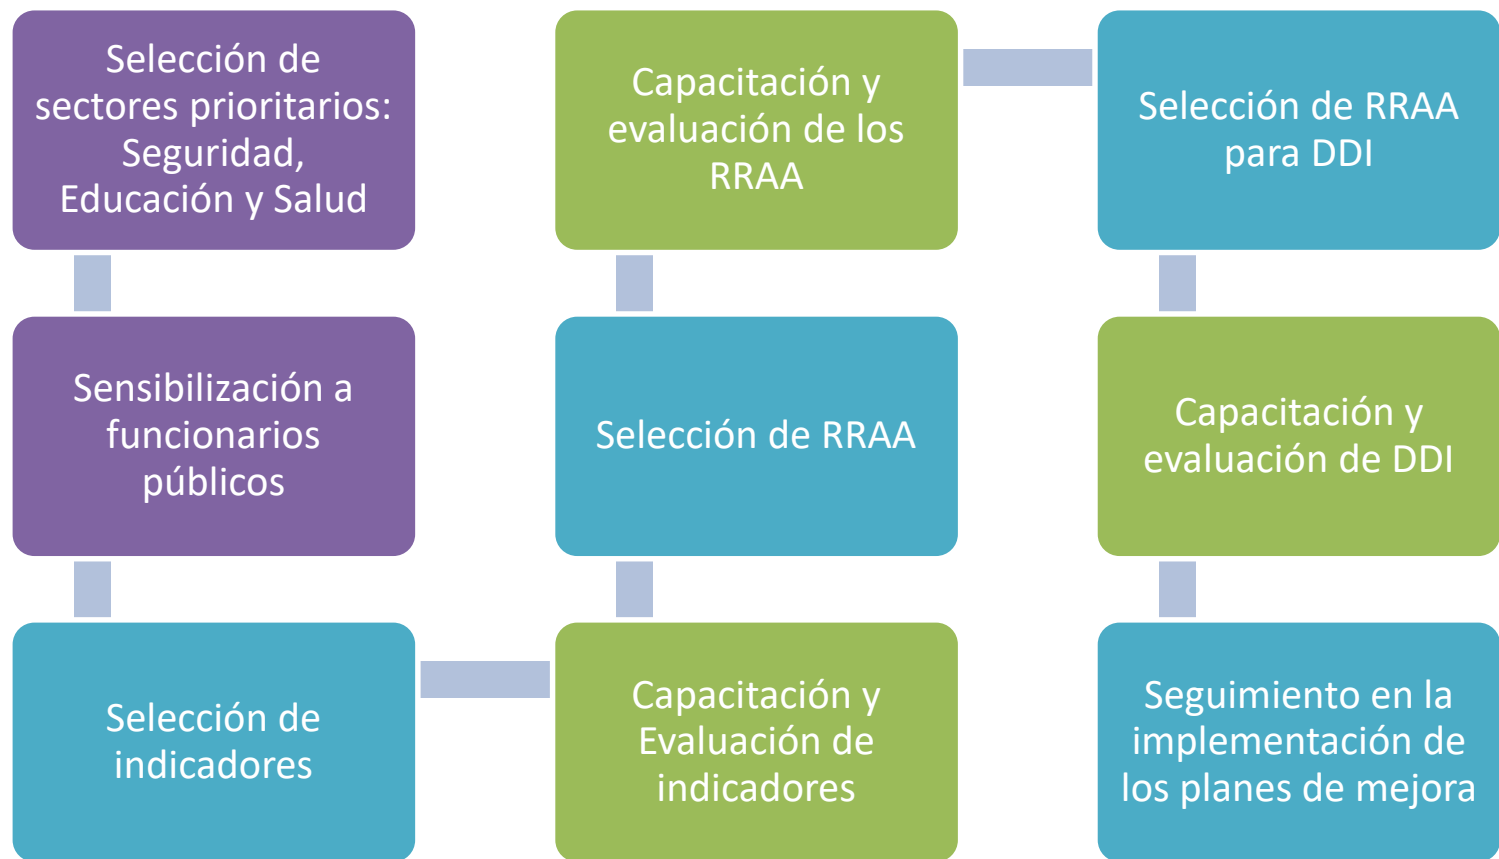 Selección de
sectores prioritarios:
Seguridad,
Educación y Salud
Sensibilización a
funcionarios
públicos
Selección de
indicadores
Capacitación y
Evaluación de
indicadores
Selección de RRAA
Capacitación y
evaluación de los
RRAA
Selección de RRAA
para DDI
Capacitación y
evaluación de DDI
Seguimiento en la
implementación de
los planes de mejora